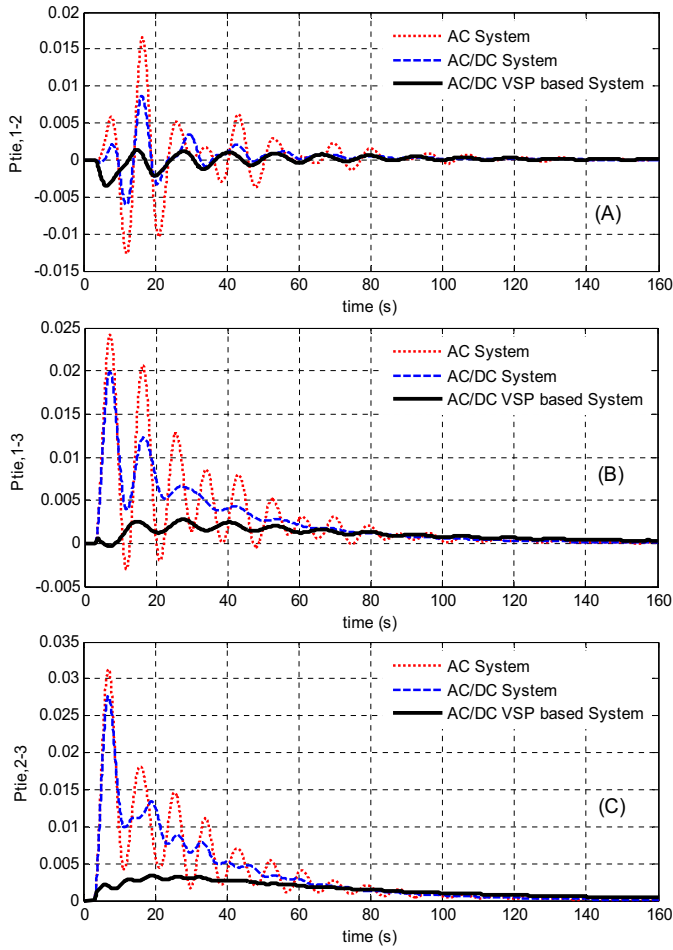 0.02
0.015
0.01
0.005
0
-0.005
-0.01
-0.015
Ptie,1-2
AC System
AC/DC System
AC/DC VSP based System
(A)
0 20 40 60 80 100 120 140 160
time (s)
0.025
0.02
0.015
0.01
0.005
0
-0.005
Ptie,1-3
AC System
AC/DC System
AC/DC VSP based System
(B)
0 20 40 60 80 100 120 140 160
time (s)
0.035
0.03
0.025
0.02
0.015
0.01
0.005
0
Ptie,2-3
AC System
AC/DC System
AC/DC VSP based System
(C)
0 20 40 60 80 100 120 140 160
time (s)